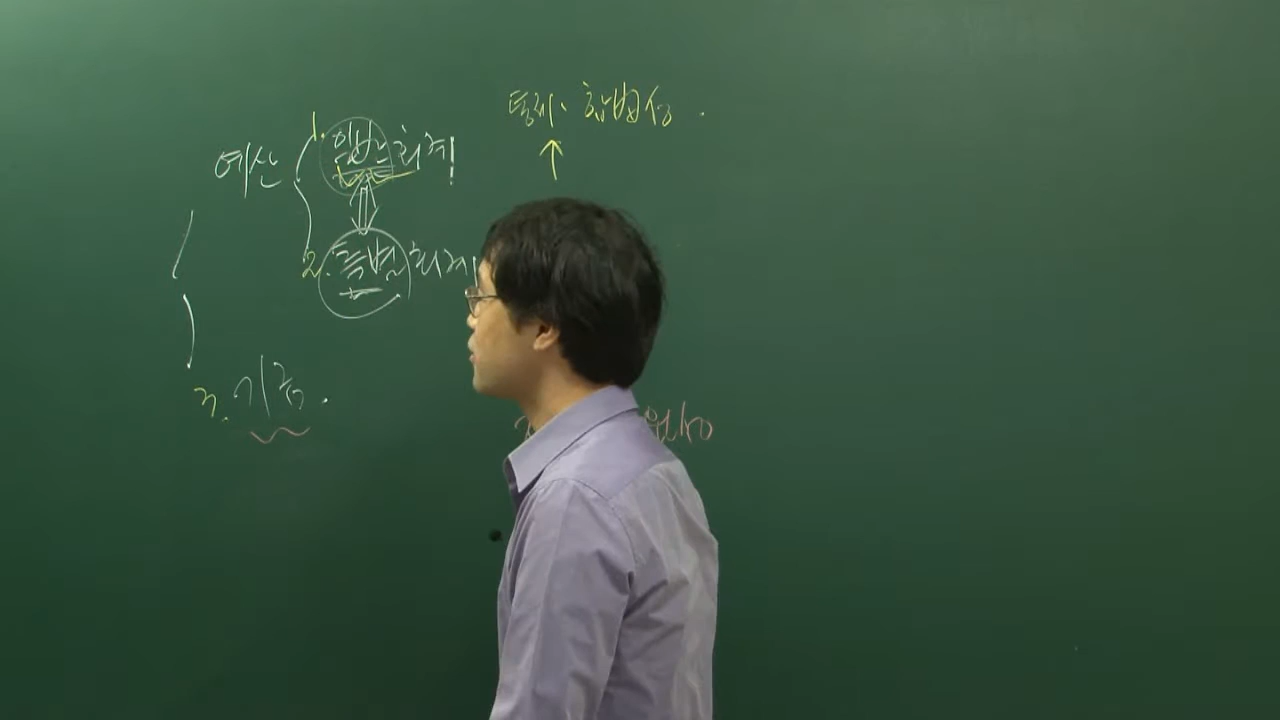 통제, 합법성.
예산
1. 일반회계!
2. 특별회계
3. 기금.